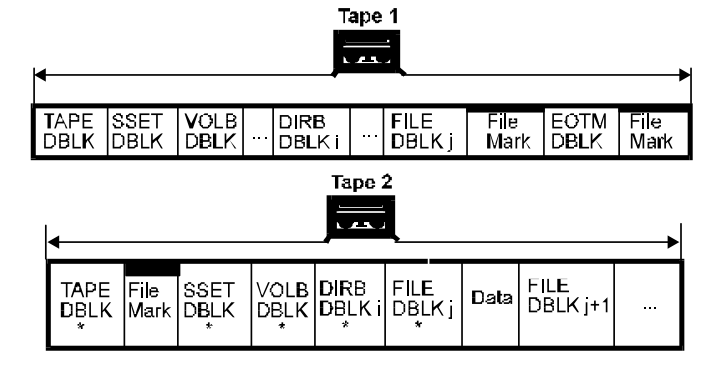 Tape 1
TAPE SSET VOLB DIRB FILE File EOTM File
DBLK DBLK DBLK ... DBLK i ... DBLK j Mark DBLK Mark
Tape 2
TAPE File SSET VOLB DIRB FILE Data FILE
DBLK Mark DBLK DBLK DBLK i DBLK j DBLK j+1 ...
* * * * *